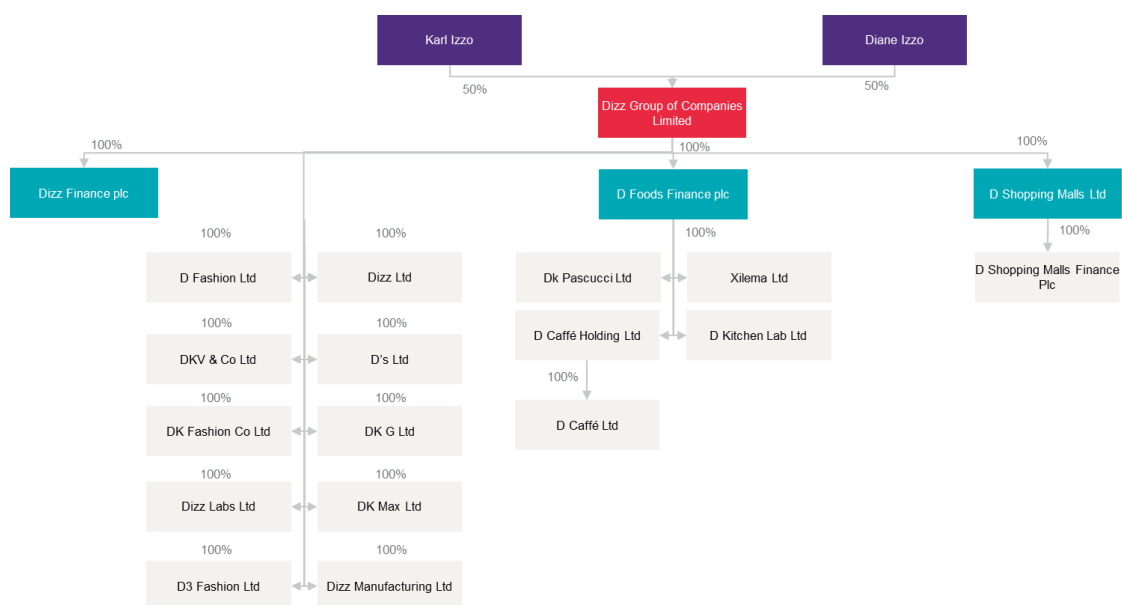 Karl Izzo
Diane Izzo
50%
50%
Dizz Group of Companies
Limited
100%
100%
100%
Dizz Finance plc
D Foods Finance plc
D Shopping Malls Ltd
100%
100%
100%
100%
D Fashion Ltd
Dizz Ltd
Dk Pascucci Ltd
Xilema Ltd
D Shopping Malls Finance
Plc
100%
100%
DKV & Co Ltd
D's Ltd
D Caffé Holding Ltd
D Kitchen Lab Ltd
100%
100%
100%
DK Fashion Co Ltd
DK G Ltd
D Caffé Ltd
100%
100%
Dizz Labs Ltd
DK Max Ltd
100%
100%
D3 Fashion Ltd
Dizz Manufacturing Ltd